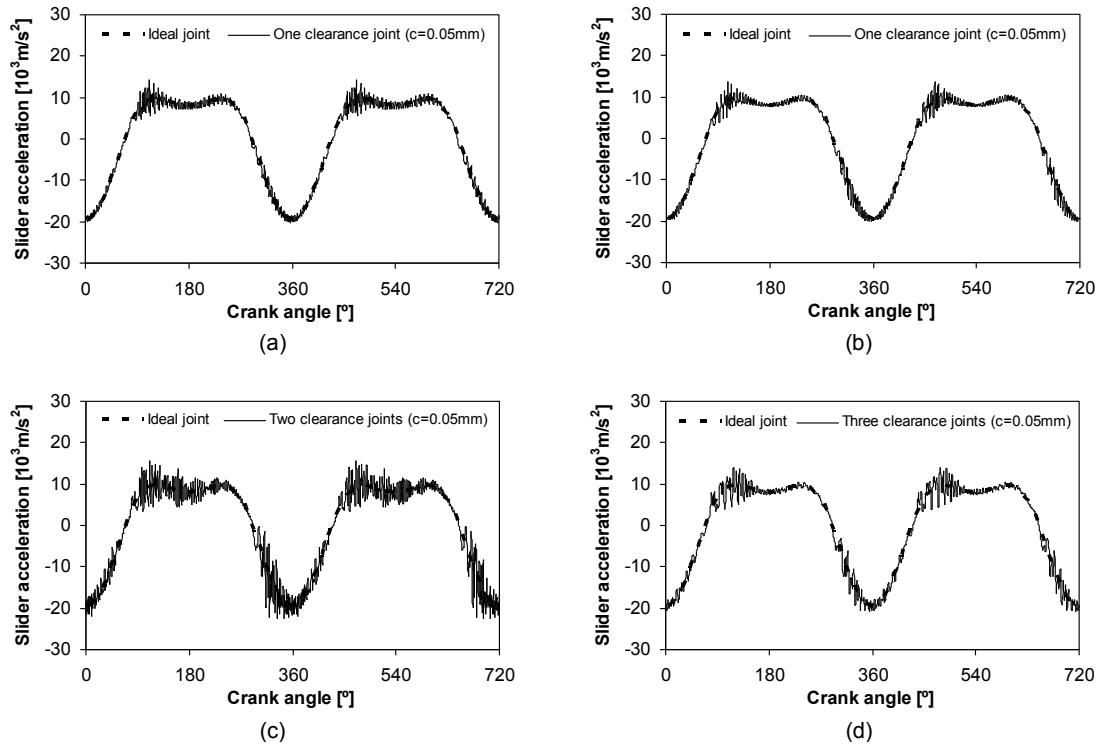 30
Ideal joint One clearance joint (c=0.05mm)
20
10
0
-10
-20
-30
Slider acceleration [10³m/s²]
0 180 360 540 720
Crank angle [º]
(a)
30
Ideal joint One clearance joint (c=0.05mm)
20
10
0
-10
-20
-30
Slider acceleration [10³m/s²]
0 180 360 540 720
Crank angle [º]
(b)
30
Ideal joint Two clearance joints (c=0.05mm)
20
10
0
-10
-20
-30
Slider acceleration [10³m/s²]
0 180 360 540 720
Crank angle [º]
(c)
30
Ideal joint Three clearance joints (c=0.05mm)
20
10
0
-10
-20
-30
Slider acceleration [10³m/s²]
0 180 360 540 720
Crank angle [º]
(d)